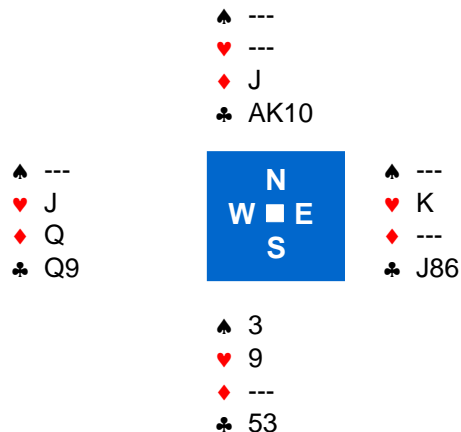 ♠ ---
♥ ---
♦ J
♣ AK10
♠ ---
♥ J
♦ Q
♣ Q9
N
W E
S
♠ ---
♥ K
♦ ---
♣ J86
♠ 3
♥ 9
♦ ---
♣ 53